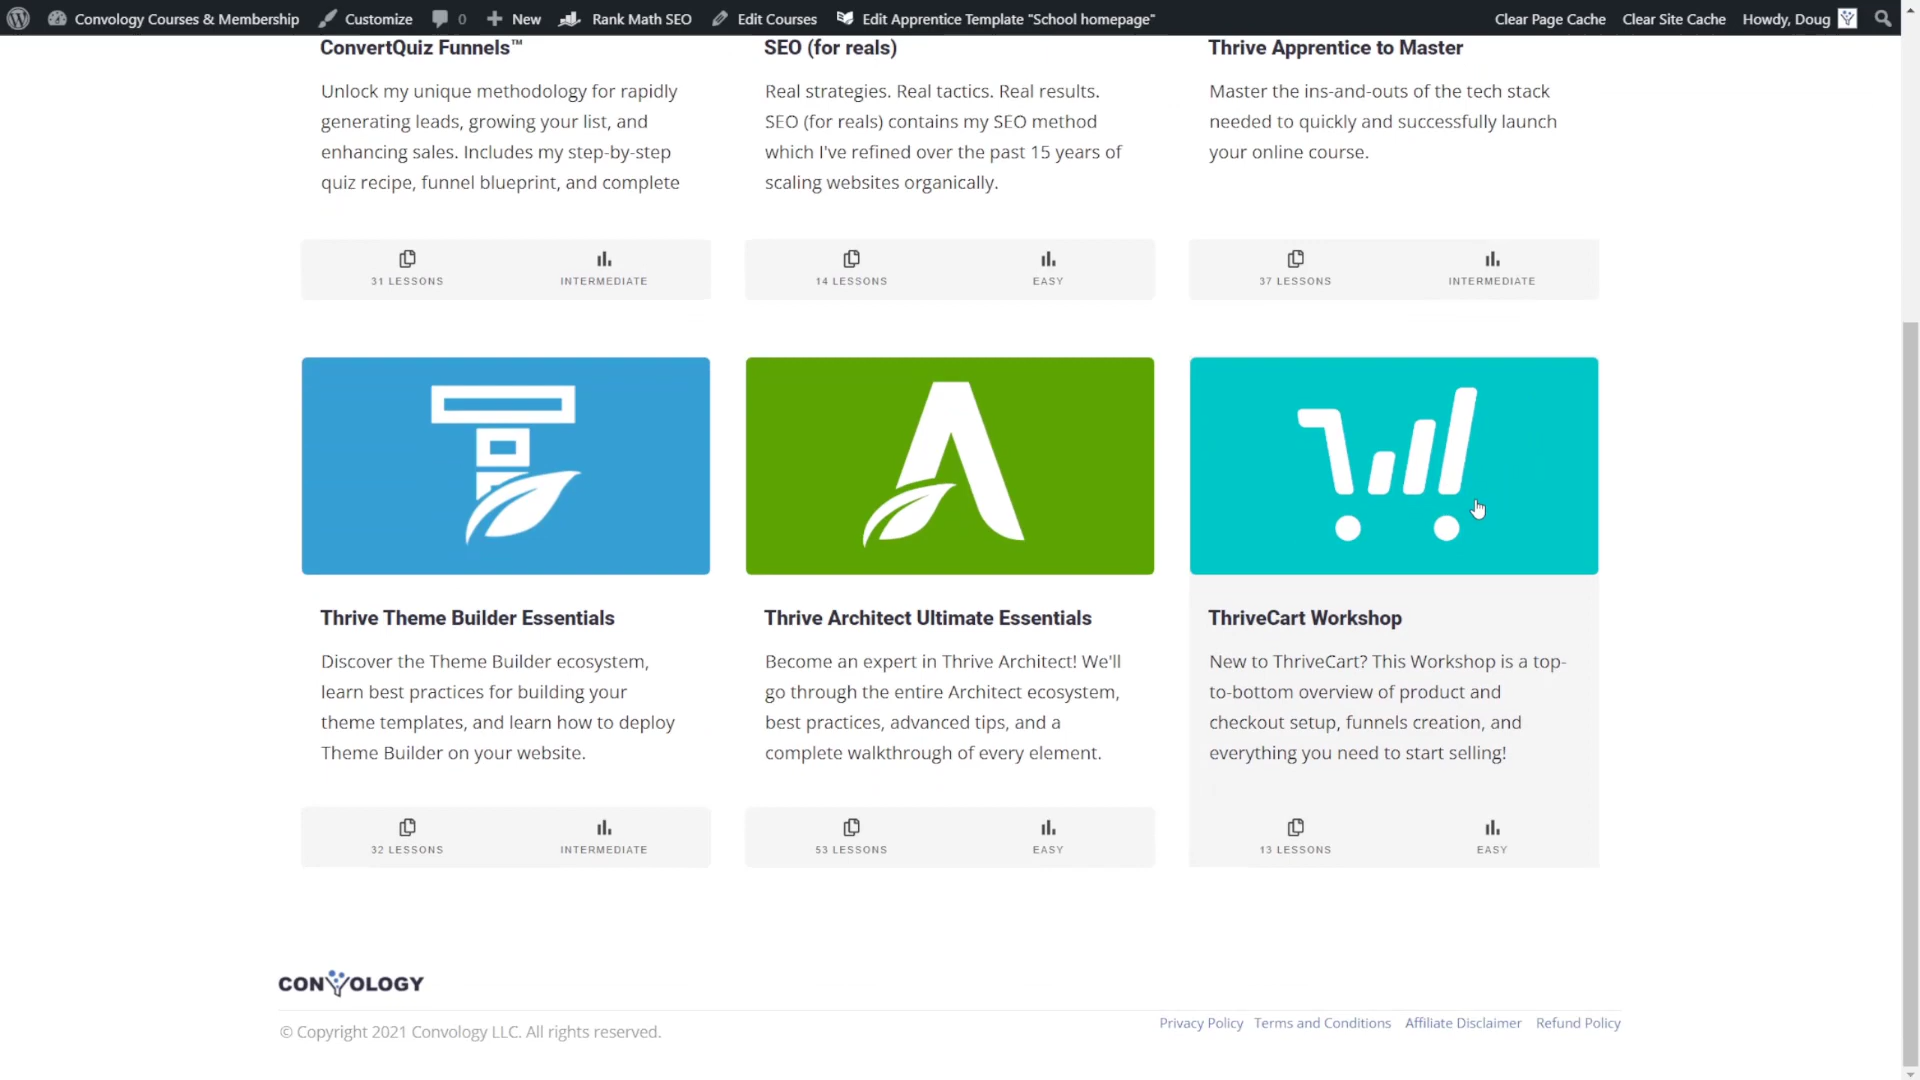 Convology Courses & Membership Customize 0 New Rank Math SEO Edit Courses Edit Apprentice Template "School homepage" Clear Page Cache Clear Site Cache Howdy, Doug
ConvertQuiz Funnels™
Unlock my unique methodology for rapidly
generating leads, growing your list, and
enhancing sales. Includes my step-by-step
quiz recipe, funnel blueprint, and complete
31 LESSONS INTERMEDIATE
SEO (for reals)
Real strategies. Real tactics. Real results.
SEO (for reals) contains my SEO method
which I've refined over the past 15 years of
scaling websites organically.
14 LESSONS EASY
Thrive Apprentice to Master
Master the ins-and-outs of the tech stack
needed to quickly and successfully launch
your online course.
37 LESSONS INTERMEDIATE
Thrive Theme Builder Essentials
Discover the Theme Builder ecosystem,
learn best practices for building your
theme templates, and learn how to deploy
Theme Builder on your website.
32 LESSONS INTERMEDIATE
Thrive Architect Ultimate Essentials
Become an expert in Thrive Architect! We'll
go through the entire Architect ecosystem,
best practices, advanced tips, and a
complete walkthrough of every element.
53 LESSONS EASY
ThriveCart Workshop
New to ThriveCart? This Workshop is a top-
to-bottom overview of product and
checkout setup, funnels creation, and
everything you need to start selling!
13 LESSONS EASY
CONVOLOGY
© Copyright 2021 Convology LLC. All rights reserved.
Privacy Policy Terms and Conditions Affiliate Disclaimer Refund Policy